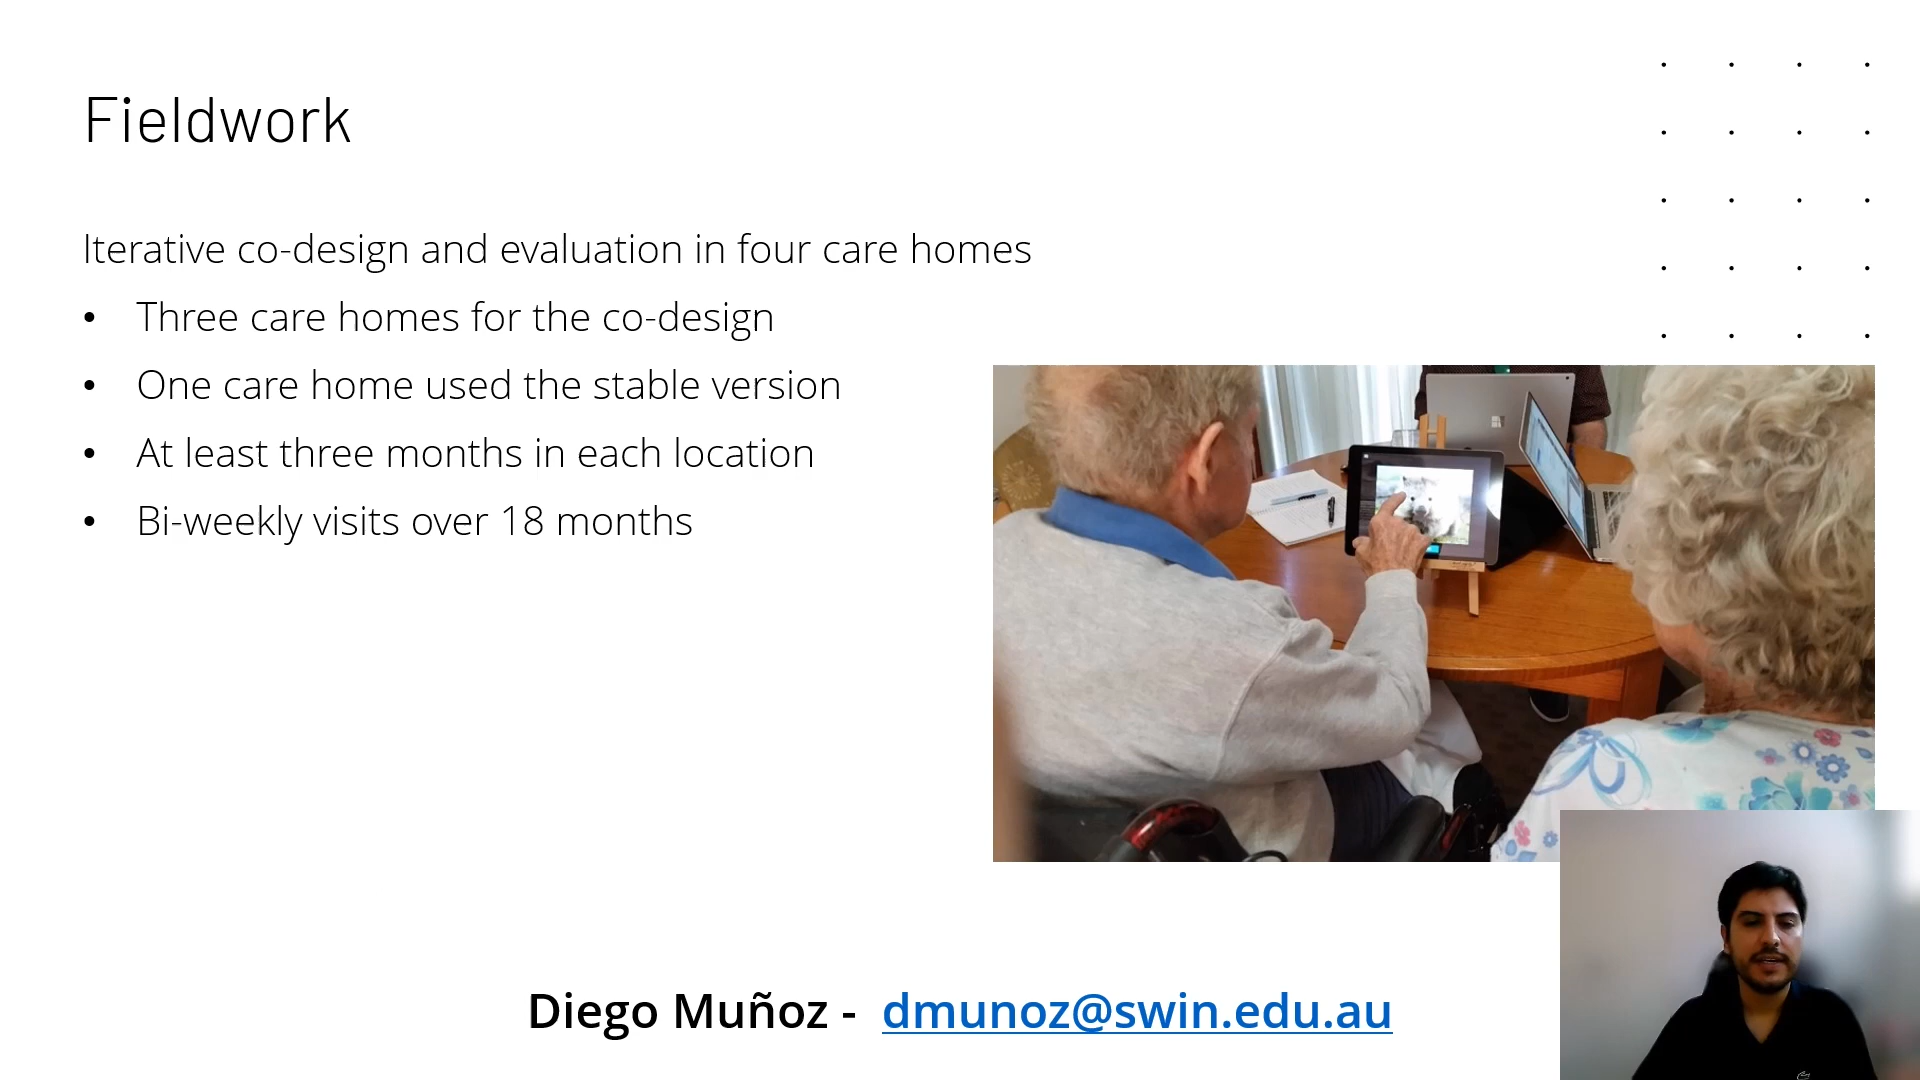 Fieldwork
Iterative co-design and evaluation in four care homes
• Three care homes for the co-design
• One care home used the stable version
• At least three months in each location
• Bi-weekly visits over 18 months
Diego Muñoz - dmunoz@swin.edu.au